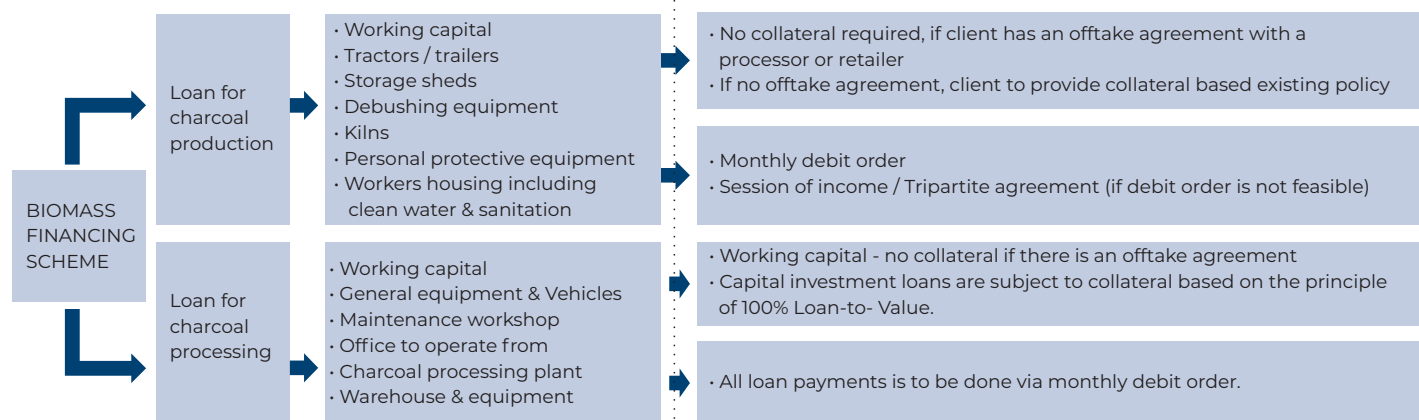 BIOMASS
FINANCING
SCHEME
Loan for
charcoal
production
· Working capital
· Tractors / trailers
· Storage sheds
· Debushing equipment
· Kilns
· Personal protective equipment
· Workers housing including
clean water & sanitation
· No collateral required, if client has an offtake agreement with a
processor or retailer
· If no offtake agreement, client to provide collateral based existing policy
· Monthly debit order
· Session of income / Tripartite agreement (if debit order is not feasible)
Loan for
charcoal
processing
· Working capital
· General equipment & Vehicles
· Maintenance workshop
· Office to operate from
· Charcoal processing plant
· Warehouse & equipment
· Working capital - no collateral if there is an offtake agreement
· Capital investment loans are subject to collateral based on the principle
of 100% Loan-to- Value.
· All loan payments is to be done via monthly debit order.